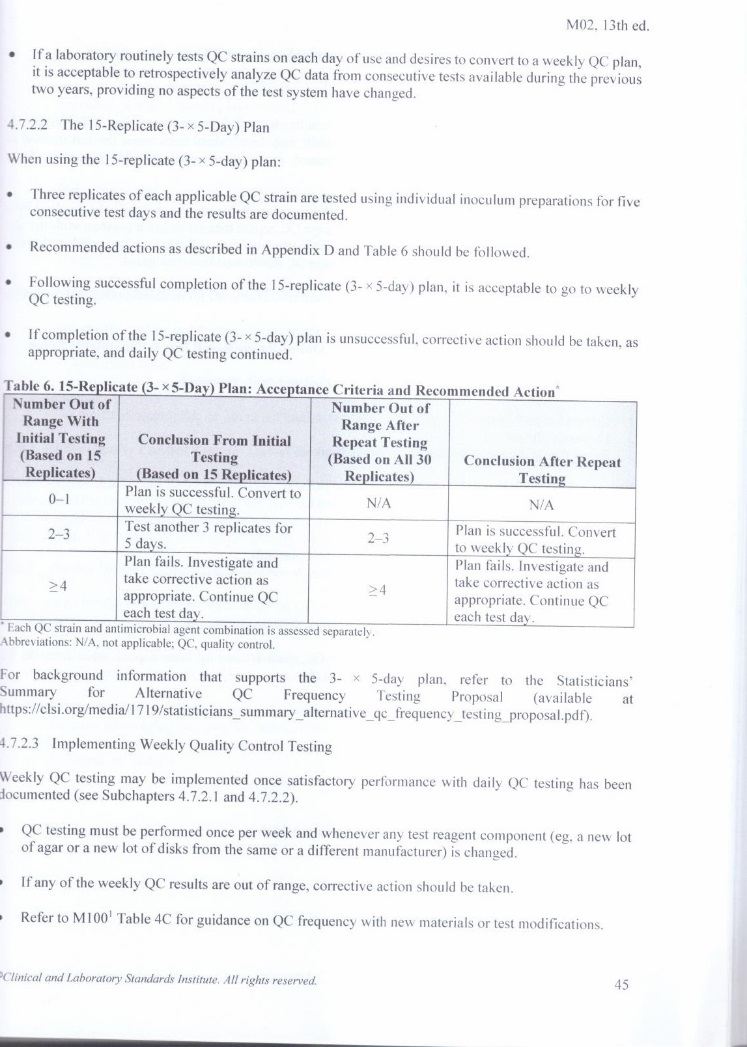 M02, 13th ed.
• If a laboratory routinely tests QC strains on each day of use and desires to convert to a weekly QC plan,
it is acceptable to retrospectively analyze QC data from consecutive tests available during the previous
two years, providing no aspects of the test system have changed.
4.7.2.2 The 15-Replicate (3- × 5-Day) Plan
When using the 15-replicate (3- × 5-day) plan:
• Three replicates of each applicable QC strain are tested using individual inoculum preparations for five
consecutive test days and the results are documented.
• Recommended actions as described in Appendix D and Table 6 should be followed.
• Following successful completion of the 15-replicate (3- × 5-day) plan, it is acceptable to go to weekly
QC testing.
• If completion of the 15-replicate (3- × 5-day) plan is unsuccessful, corrective action should be taken, as
appropriate, and daily QC testing continued.
Table 6. 15-Replicate (3- × 5-Day) Plan: Acceptance Criteria and Recommended Action*
Number Out of
Range With
Initial Testing
(Based on 15
Replicates)
Conclusion From Initial
Testing
(Based on 15 Replicates)
Number Out of
Range After
Repeat Testing
(Based on All 30
Replicates)
Conclusion After Repeat
Testing
0–1
Plan is successful. Convert to
weekly QC testing.
N/A
N/A
2–3
Test another 3 replicates for
5 days.
2–3
Plan is successful. Convert
to weekly QC testing.
≥4
Plan fails. Investigate and
take corrective action as
appropriate. Continue QC
each test day.
≥4
Plan fails. Investigate and
take corrective action as
appropriate. Continue QC
each test day.
* Each QC strain and antimicrobial agent combination is assessed separately.
Abbreviations: N/A, not applicable; QC, quality control.
For background information that supports the 3- × 5-day plan, refer to the Statisticians'
Summary for Alternative QC Frequency Testing Proposal (available at
https://clsi.org/media/1719/statisticians_summary_alternative_qc_frequency_testing_proposal.pdf).
4.7.2.3 Implementing Weekly Quality Control Testing
Weekly QC testing may be implemented once satisfactory performance with daily QC testing has been
documented (see Subchapters 4.7.2.1 and 4.7.2.2).
• QC testing must be performed once per week and whenever any test reagent component (eg, a new lot
of agar or a new lot of disks from the same or a different manufacturer) is changed.
• If any of the weekly QC results are out of range, corrective action should be taken.
• Refer to M100¹ Table 4C for guidance on QC frequency with new materials or test modifications.
©Clinical and Laboratory Standards Institute. All rights reserved.
45